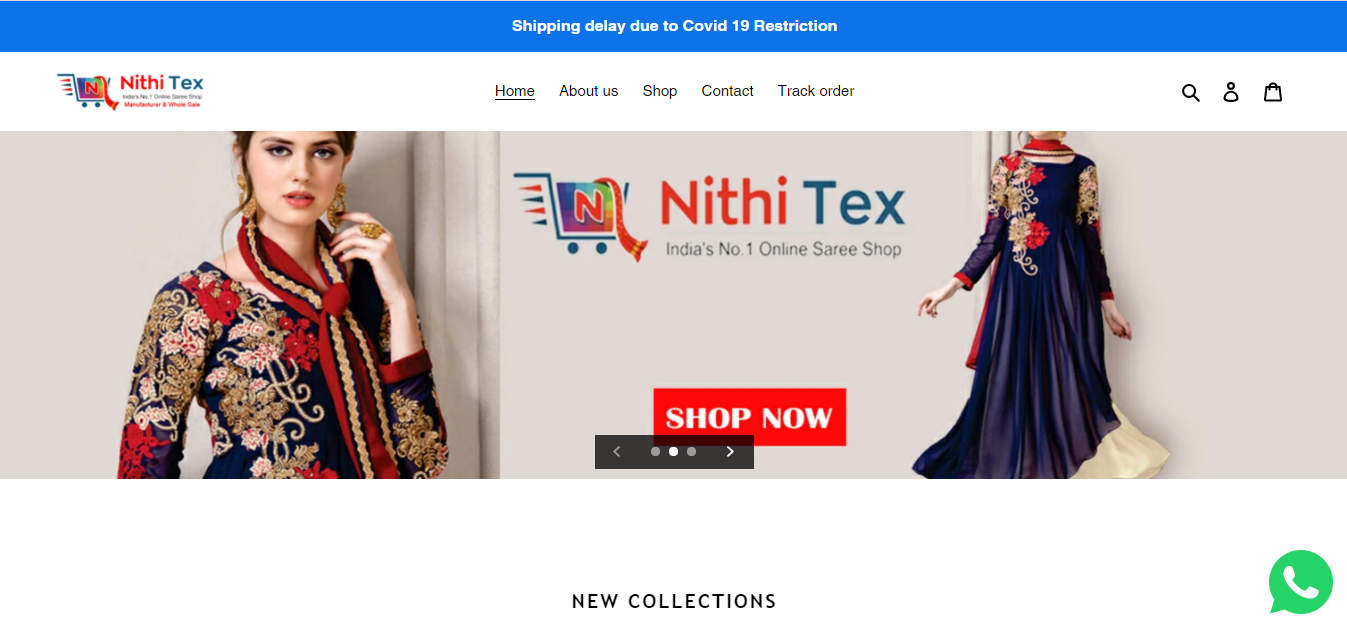 Shipping delay due to Covid 19 Restriction
Nithi Tex
India's No.1 Online Saree Shop
Manufacturer & Whole Sale
N
Home About us Shop Contact Track order
N
Nithi Tex
India's No.1 Online Saree Shop
SHOP NOW
NEW COLLECTIONS